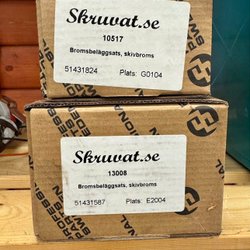 Skruvat.se
10517
Bromsbeläggsats, skivbroms
51431824 Plats: G0104
Skruvat.se
13008
Bromsbeläggsats, skivbroms
51431587 Plats: E2004